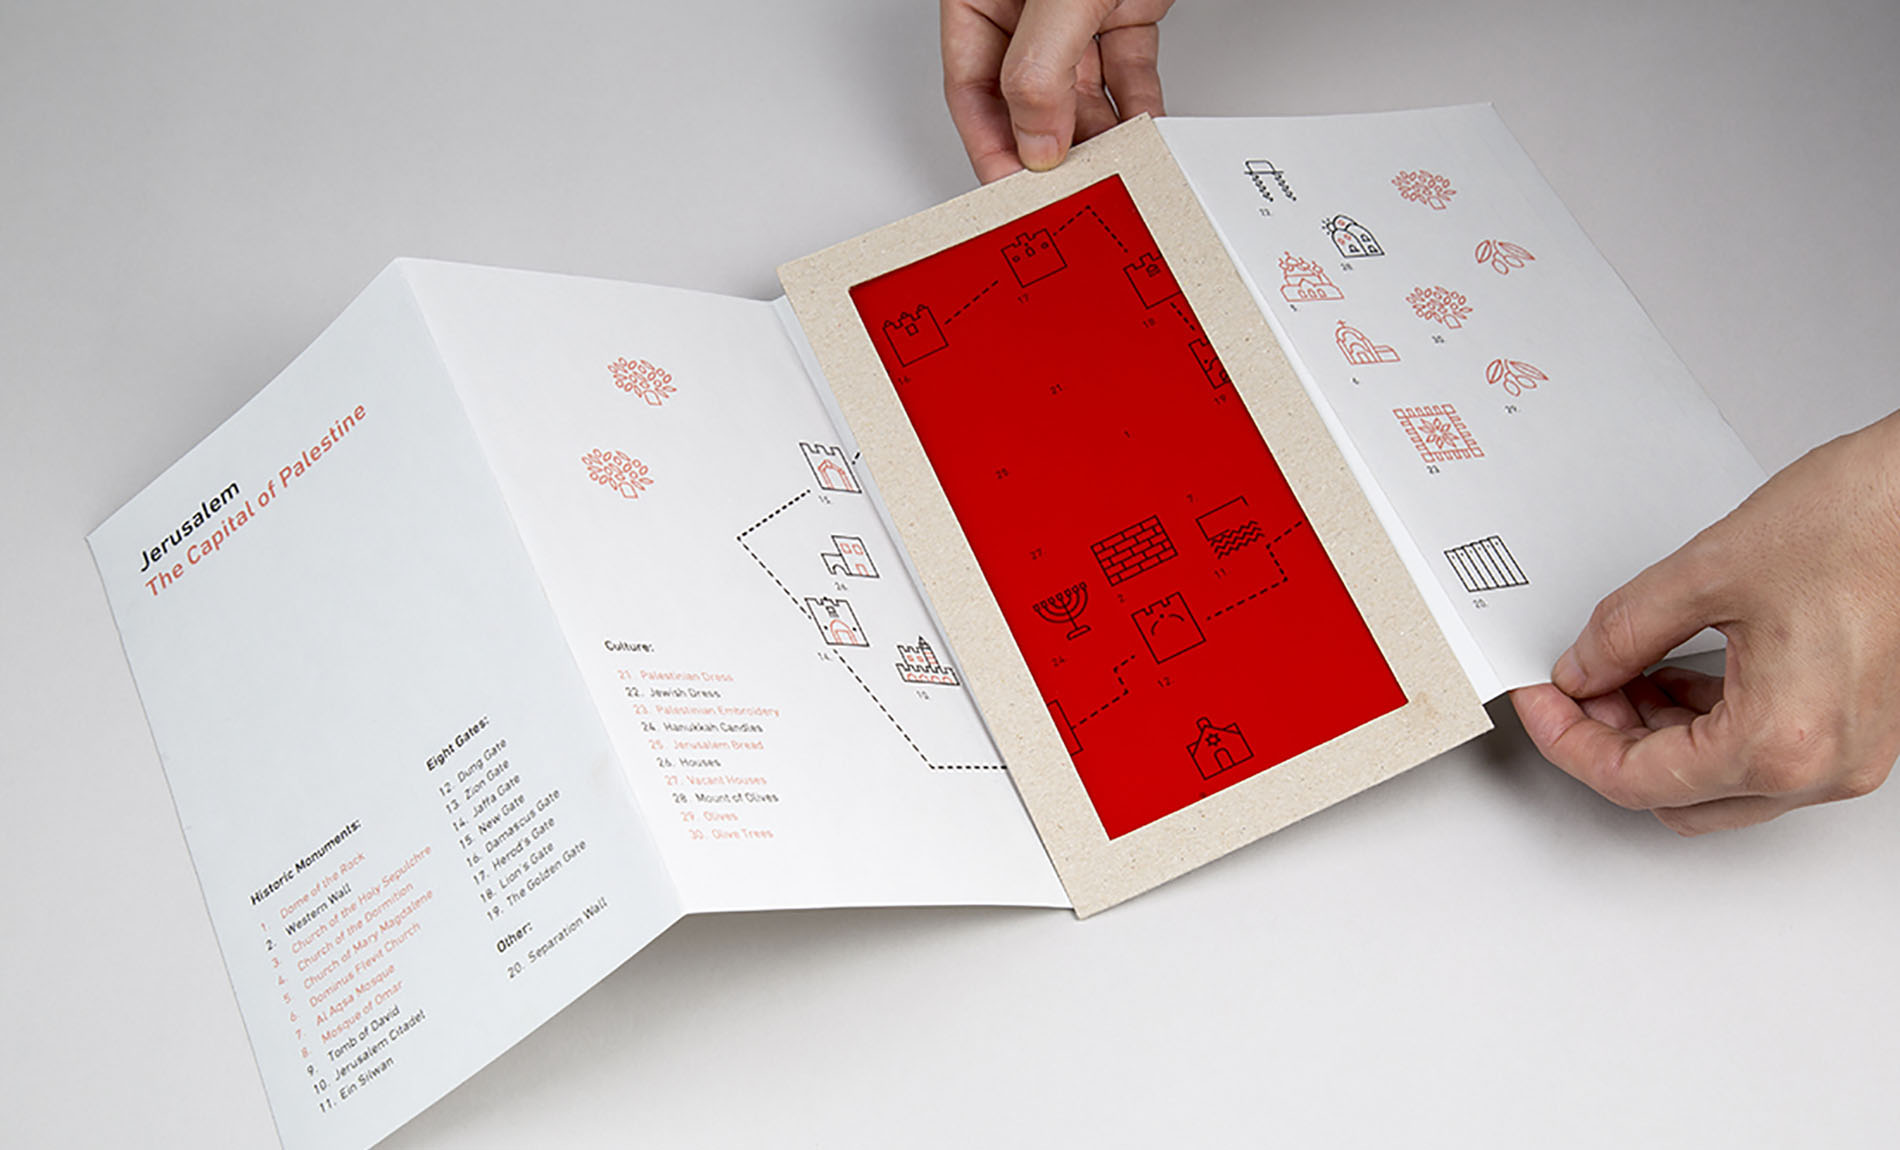 Jerusalem
The Capital of Palestine
Historic Monuments:
1. Dome of the Rock
2. Western Wall
3. Church of the Holy Sepulchre
4. Church of the Dormition
5. Church of Mary Magdalene
6. Dominus Flevit Church
7. Al Aqsa Mosque
8. Mosque of Omar
9. Tomb of David
10. Jerusalem Citadel
11. Ein Silwan
Eight Gates:
12. Dung Gate
13. Zion Gate
14. Jaffa Gate
15. New Gate
16. Damascus Gate
17. Herod's Gate
18. Lion's Gate
19. The Golden Gate
Other:
20. Separation Wall
Culture:
21. Palestinian Dress
22. Jewish Dress
23. Palestinian Embroidery
24. Hanukkah Candles
25. Jerusalem Bread
26. Houses
27. Vacant Houses
28. Mount of Olives
29. Olives
30. Olive Trees
15.
26.
14.
10.
17.
18.
16.
19.
21.
1.
25.
7.
27.
11.
2.
24.
12.
22.
30.
29.
23.
20.